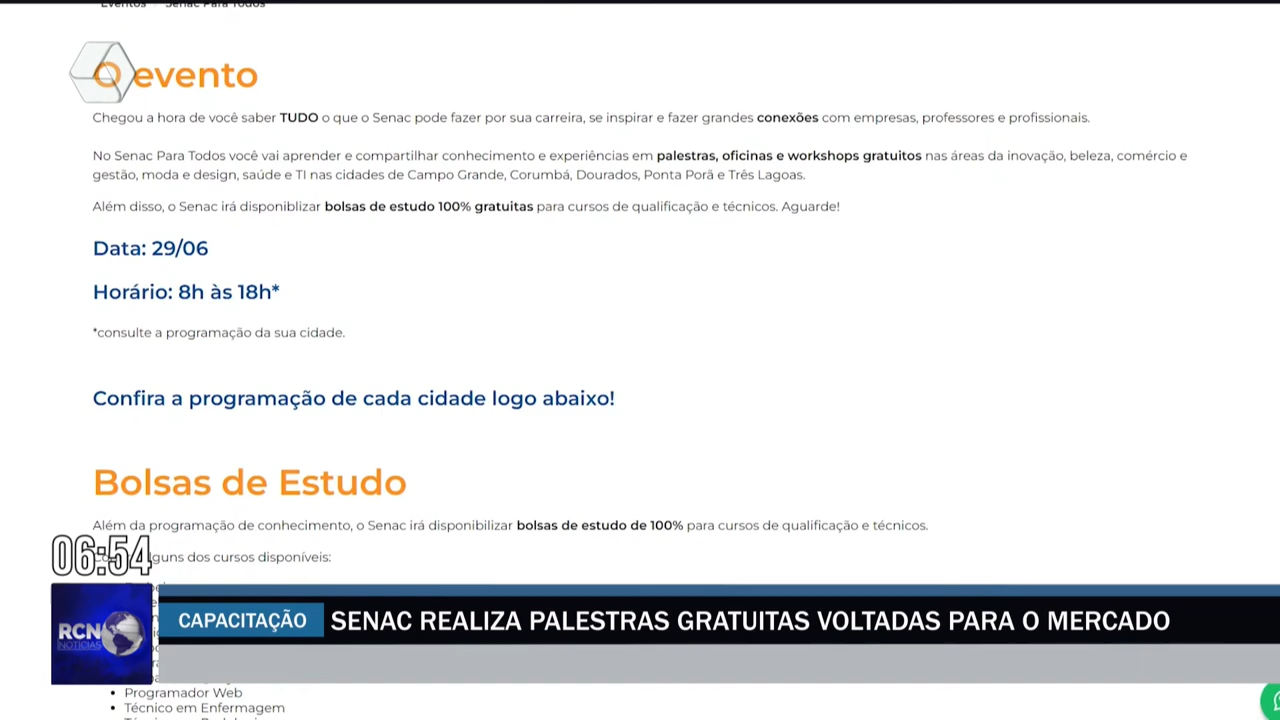 Eventos
Senac Para Todos
O evento
Chegou a hora de você saber TUDO o que o Senac pode fazer por sua carreira, se inspirar e fazer grandes conexões com empresas, professores e profissionais.
No Senac Para Todos você vai aprender e compartilhar conhecimento e experiências em palestras, oficinas e workshops gratuitos nas áreas da inovação, beleza, comércio e
gestão, moda e design, saúde e TI nas cidades de Campo Grande, Corumbá, Dourados, Ponta Porã e Três Lagoas.
Além disso, o Senac irá disponiblizar bolsas de estudo 100% gratuitas para cursos de qualificação e técnicos. Aguarde!
Data: 29/06
Horário: 8h às 18h*
*consulte a programação da sua cidade.
Confira a programação de cada cidade logo abaixo!
Bolsas de Estudo
Além da programação de conhecimento, o Senac irá disponibilizar bolsas de estudo de 100% para cursos de qualificação e técnicos.
06:54
dos cursos disponíveis:
CAPACITAÇÃO SENAC REALIZA PALESTRAS GRATUITAS VOLTADAS PARA O MERCADO
RCN
NOTÍCIAS
• Programador Web
• Técnico em Enfermagem